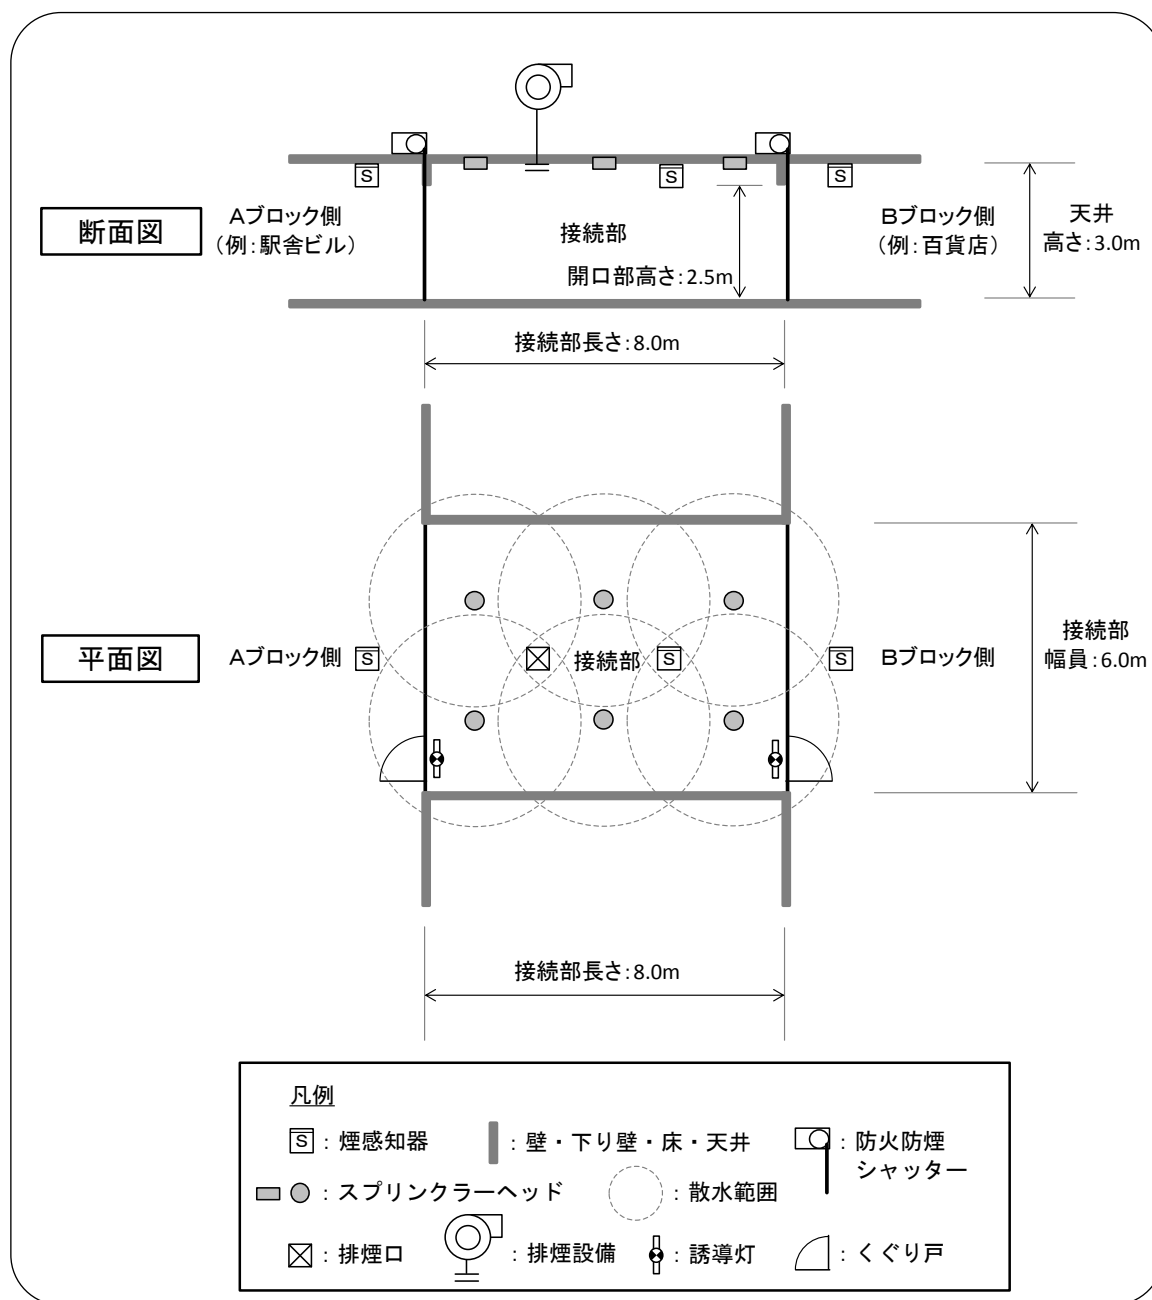 S
S
S
断面図
Aブロック側
(例:駅舎ビル)
接続部
開口部高さ:2.5m
Bブロック側
(例:百貨店)
天井
高さ:3.0m
接続部長さ:8.0m
平面図
Aブロック側
S
接続部
S
S
Bブロック側
接続部
幅員:6.0m
接続部長さ:8.0m
凡例
S:煙感知器
:壁・下り壁・床・天井
:防火防煙
シャッター
:スプリンクラーヘッド
:散水範囲
:排煙口
:排煙設備
:誘導灯
:くぐり戸